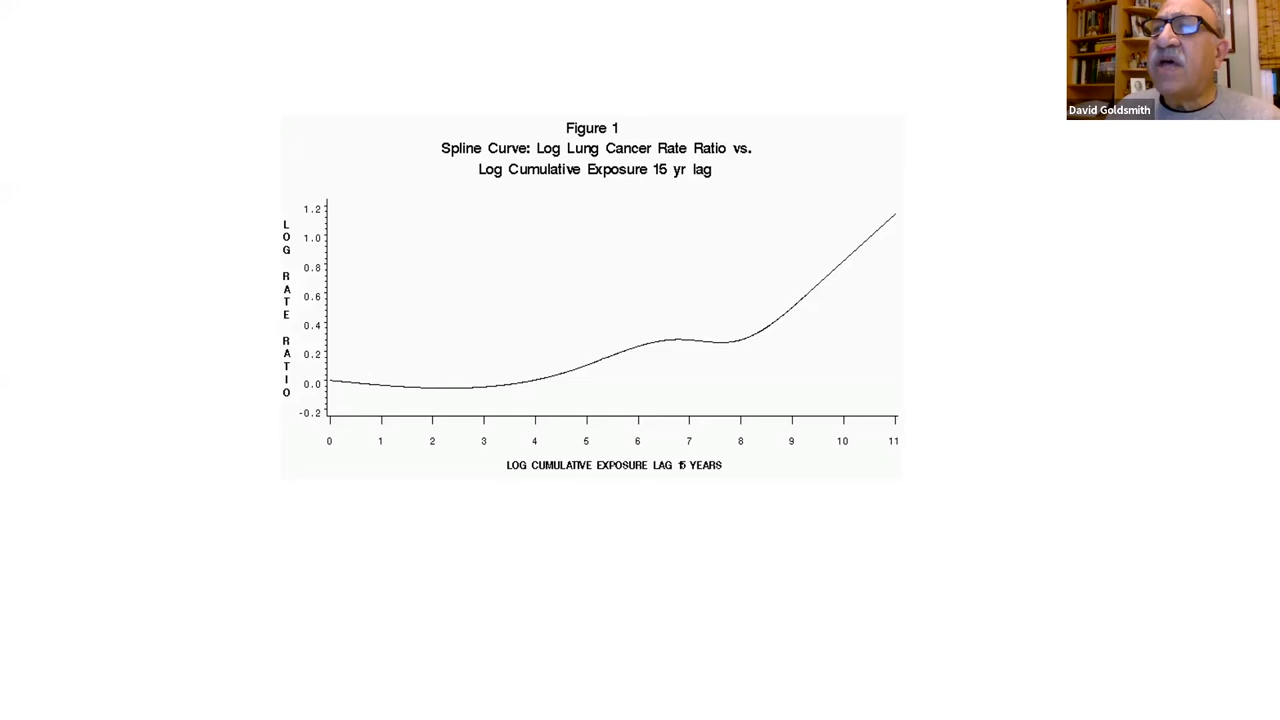 David Goldsmith
Figure 1
Spline Curve: Log Lung Cancer Rate Ratio vs.
Log Cumulative Exposure 15 yr lag
LOG RATE RATIO
1.2
1.0
0.8
0.6
0.4
0.2
0.0
-0.2
0 1 2 3 4 5 6 7 8 9 10 11
LOG CUMULATIVE EXPOSURE LAG 15 YEARS